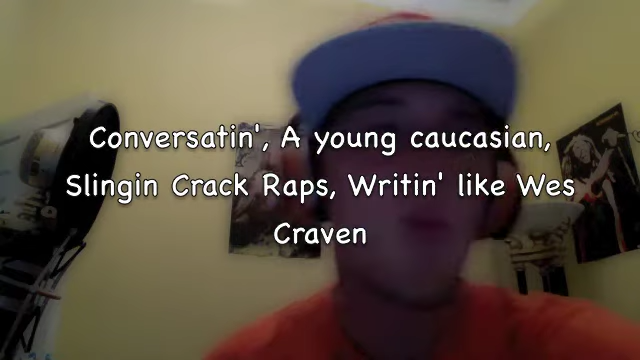 Conversatin', A young caucasian,
Slingin Crack Raps, Writin' like Wes
Craven